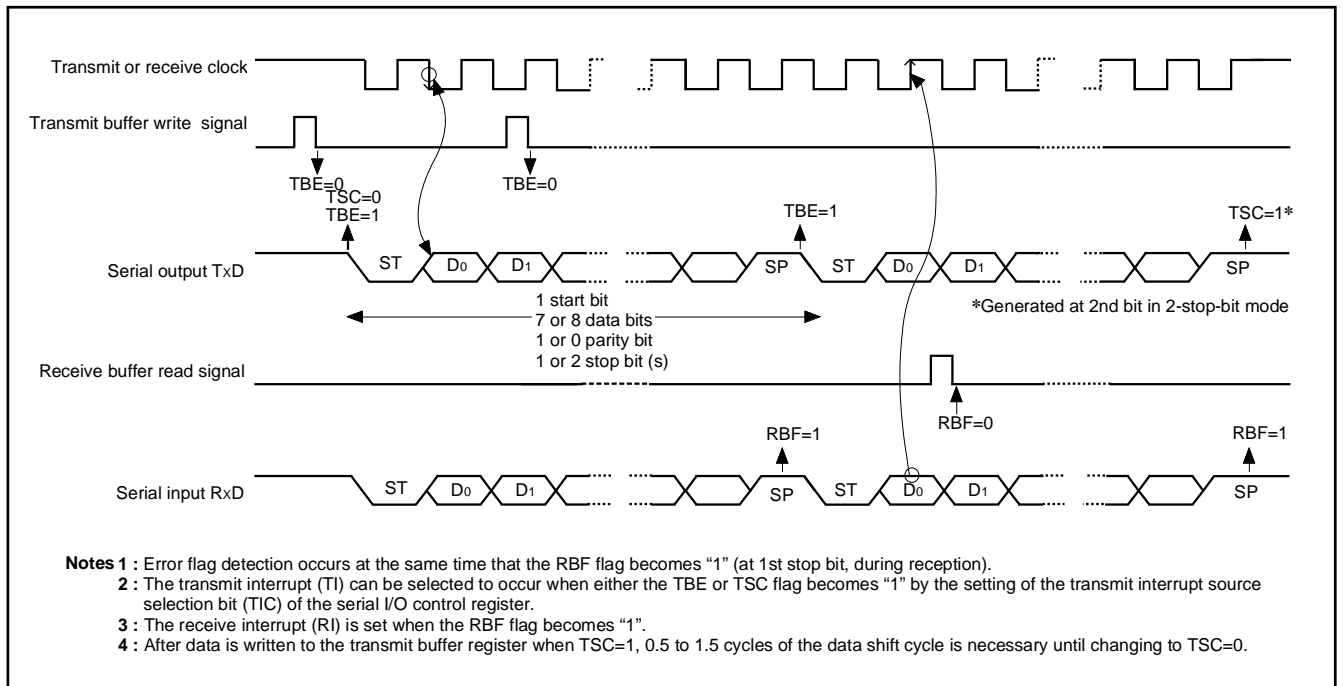 Transmit or receive clock
Transmit buffer write signal
TBE=0
TSC=0
TBE=1
TBE=0
TBE=1
TSC=1*
Serial output TxD
ST D0 D1 SP ST D0 D1 SP
1 start bit
7 or 8 data bits
1 or 0 parity bit
1 or 2 stop bit (s)
*Generated at 2nd bit in 2-stop-bit mode
Receive buffer read signal
RBF=0
RBF=1
RBF=1
Serial input RxD
ST D0 D1 SP ST D0 D1 SP
Notes 1 : Error flag detection occurs at the same time that the RBF flag becomes “1” (at 1st stop bit, during reception).
2 : The transmit interrupt (TI) can be selected to occur when either the TBE or TSC flag becomes “1” by the setting of the transmit interrupt source
selection bit (TIC) of the serial I/O control register.
3 : The receive interrupt (RI) is set when the RBF flag becomes “1”.
4 : After data is written to the transmit buffer register when TSC=1, 0.5 to 1.5 cycles of the data shift cycle is necessary until changing to TSC=0.